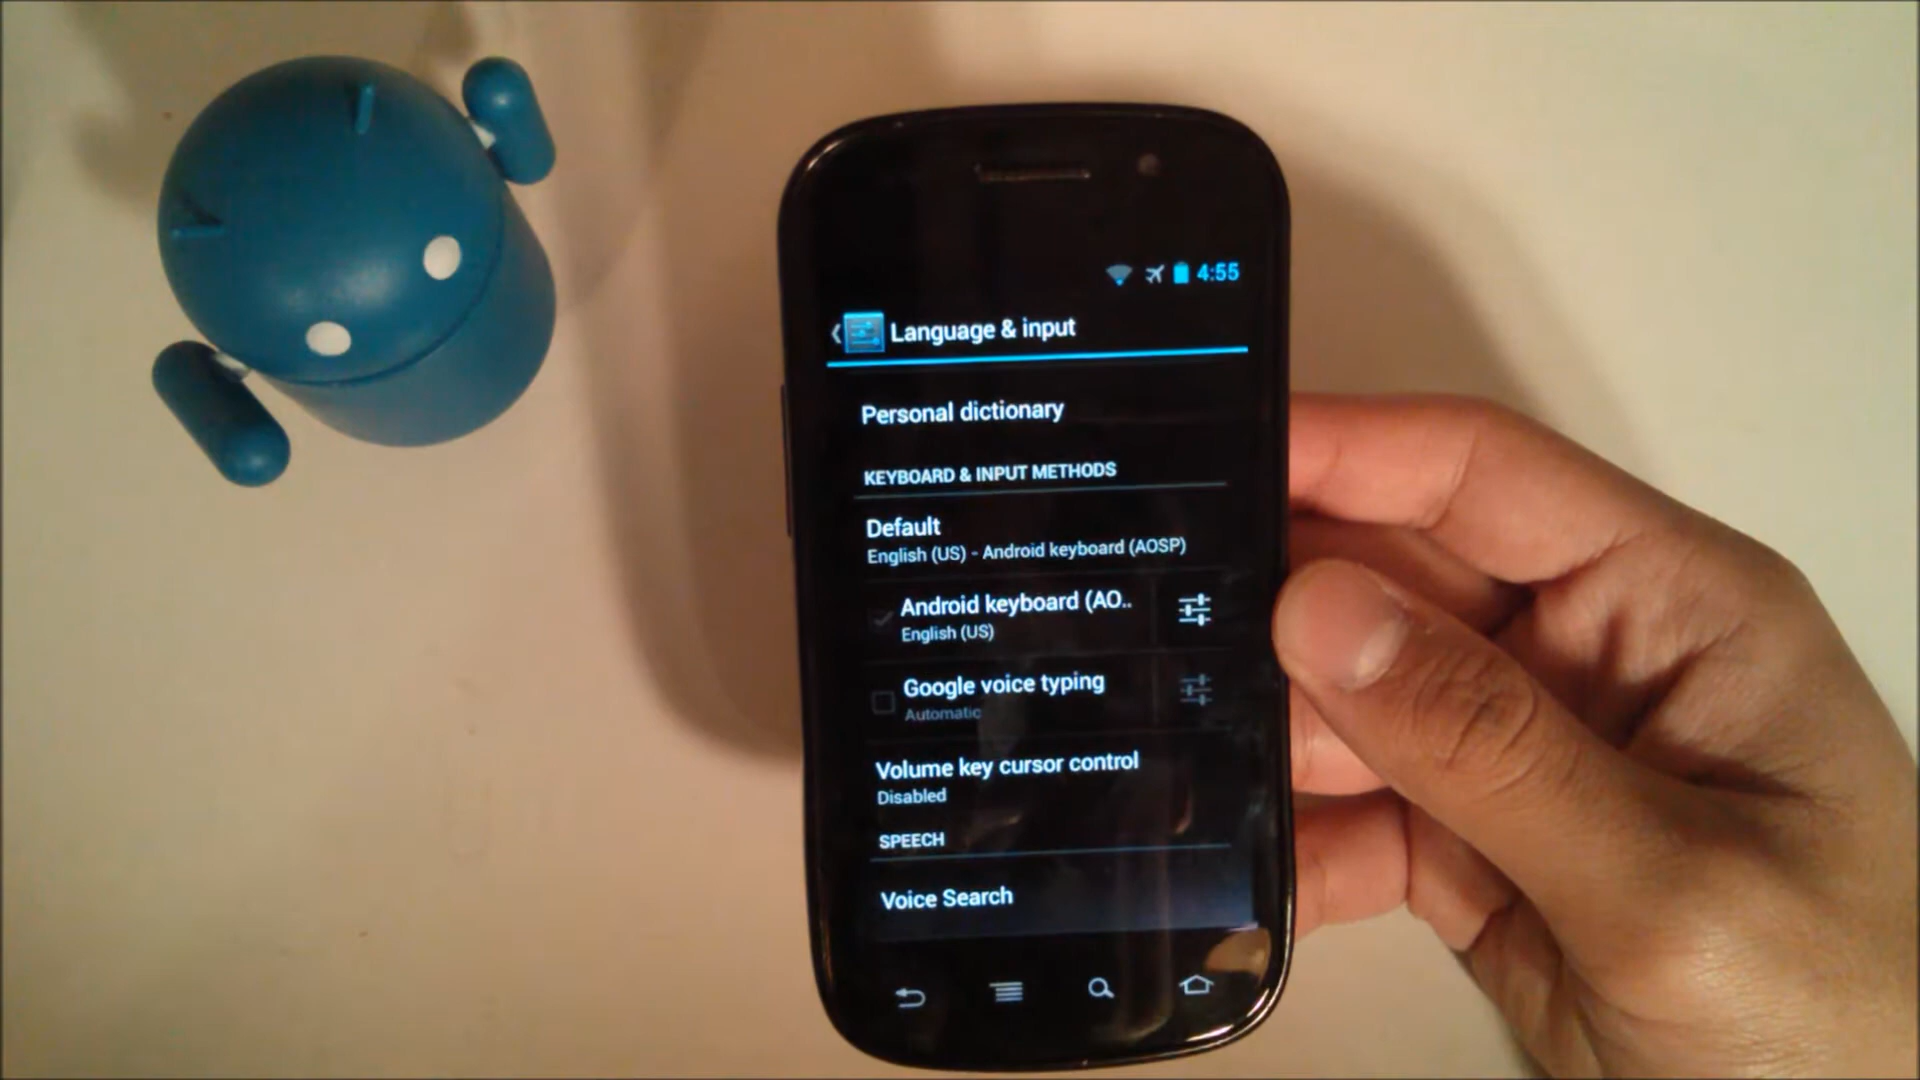 4:55
Language & input
Personal dictionary
KEYBOARD & INPUT METHODS
Default
English (US) - Android keyboard (AOSP)
Android keyboard (AO..
English (US)
Google voice typing
Automatic
Volume key cursor control
Disabled
SPEECH
Voice Search